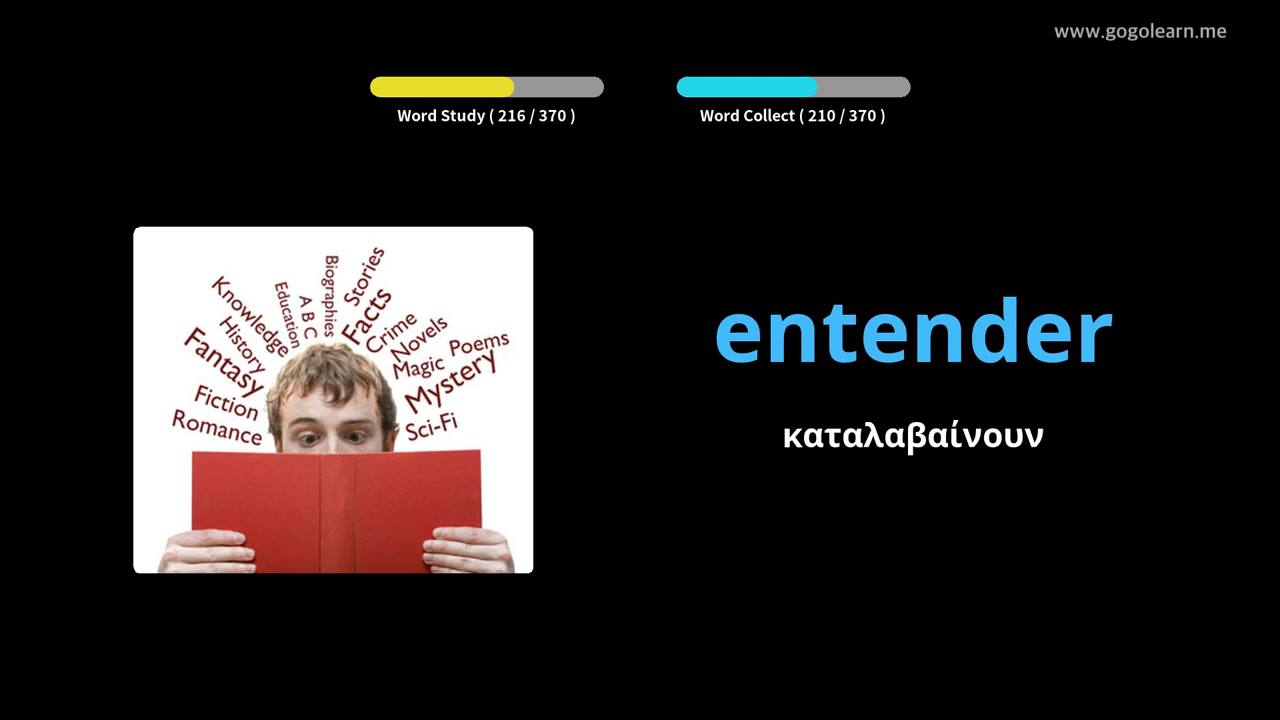 www.gogolearn.me
Word Study ( 216 / 370 )
Word Collect ( 210 / 370 )
Biographies
Stories
Education
A B C
Facts
Knowledge
History
Crime
Novels
Fantasy
Magic
Poems
Mystery
Fiction
Romance
Sci-Fi
entender
καταλαβαίνουν